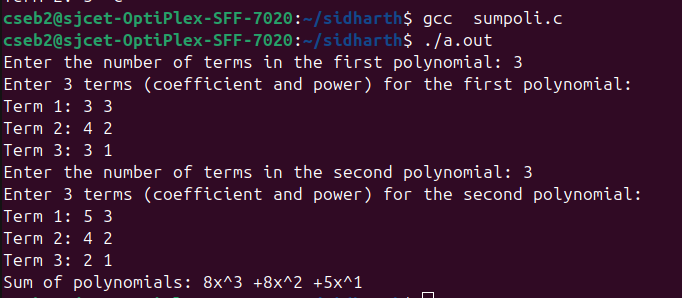 cseb2@sjcet-OptiPlex-SFF-7020:~/sidharth$ gcc  sumpoli.c
cseb2@sjcet-OptiPlex-SFF-7020:~/sidharth$ ./a.out
Enter the number of terms in the first polynomial: 3
Enter 3 terms (coefficient and power) for the first polynomial:
Term 1: 3 3
Term 2: 4 2
Term 3: 3 1
Enter the number of terms in the second polynomial: 3
Enter 3 terms (coefficient and power) for the second polynomial:
Term 1: 5 3
Term 2: 4 2
Term 3: 2 1
Sum of polynomials: 8x^3 +8x^2 +5x^1